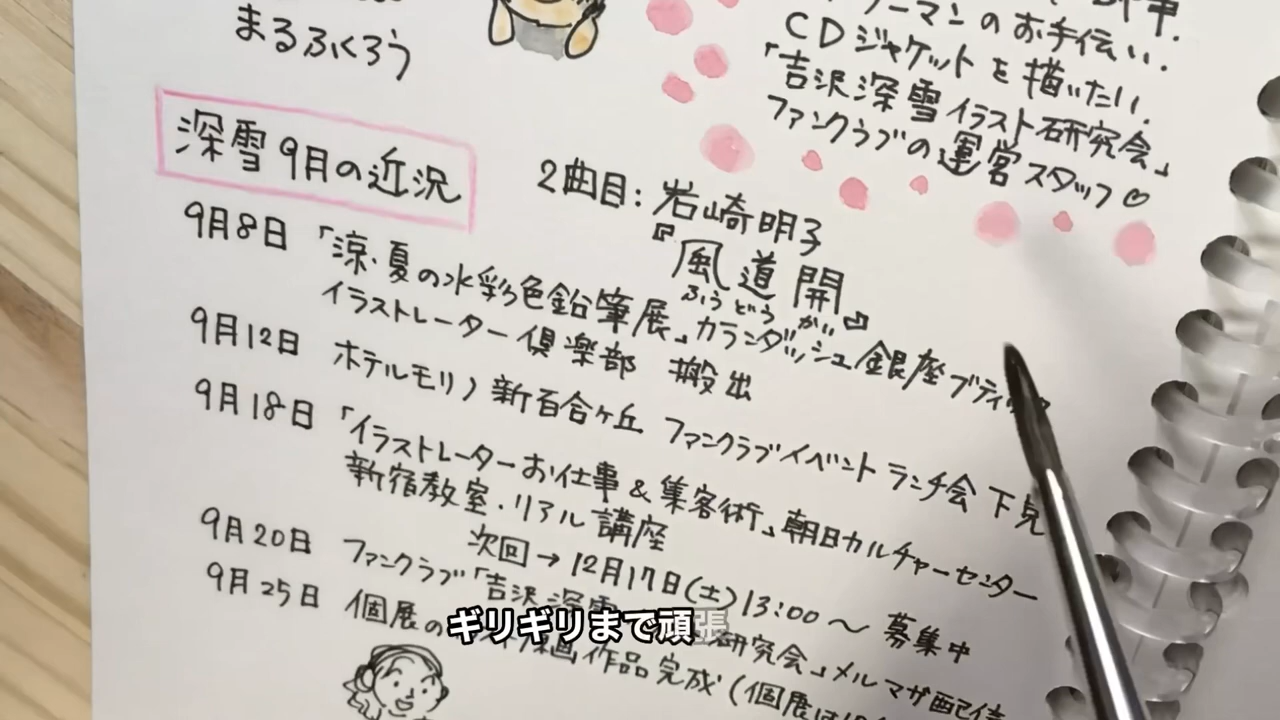 まるふくろう
マンのお手伝い.
CDジャケットを描いたい.
「吉沢深雪イラスト研究会」
ファンクラブの運営スタッフ♡
深雪9月の近況
2曲目:岩崎明子
『風道開』
ふうどうかい
9月8日 「涼・夏の水彩色鉛筆展」カランダッシュ銀座ブティック
イラストレーター倶楽部 搬出
9月12日 ホテルモリノ新百合ヶ丘 ファンクラブイベントランチ会 下見
9月18日 「イラストレーターお仕事&集客術」朝日カルチャーセンター
新宿教室・リアル講座
次回→12月17日(土)13:00〜 募集中
9月20日 ファンクラブ「吉沢深雪 研究会」メルマガ配信
9月25日 個展の 作品完成(個展は
ギリギリまで頑張